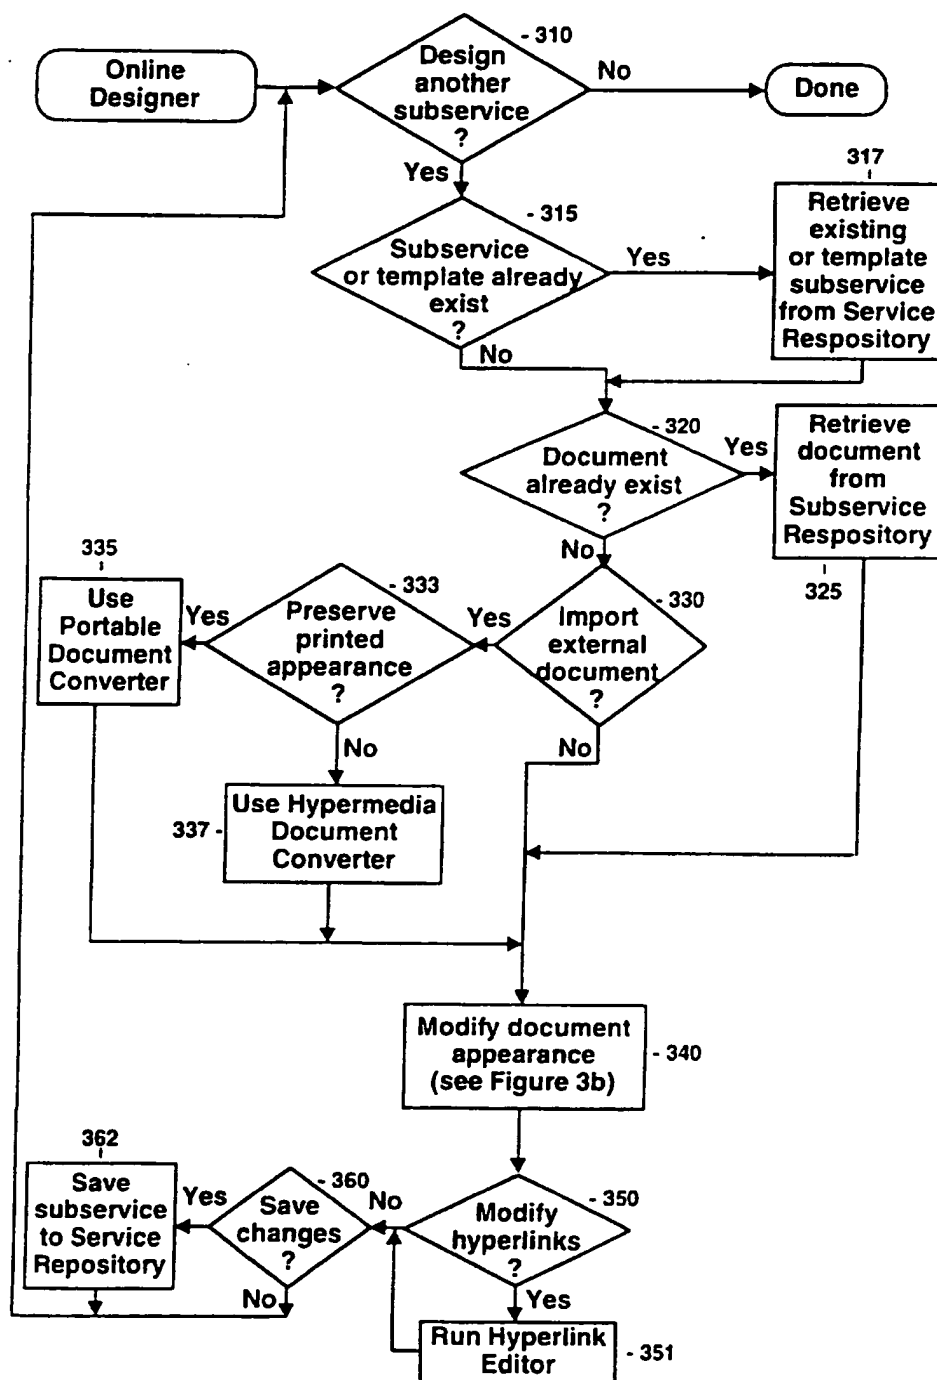 - 310
Online
Designer
Design
another
subservice
?
No
Done
Yes
317
- 315
Subservice
or template already
exist
?
Yes
Retrieve
existing
or template
subservice
from Service
Respository
No
- 320
Document
already exist
?
Yes
Retrieve
document
from
Subservice
Respository
325
No
335
Use
Portable
Document
Converter
Yes
- 333
Preserve
printed
appearance
?
Yes
- 330
Import
external
document
?
No
No
337 -
Use Hypermedia
Document
Converter
Modify document
appearance
(see Figure 3b)
- 340
362
Save
subservice
to Service
Repository
Yes
- 360
Save
changes
?
No
No
- 350
Modify
hyperlinks
?
Yes
Run Hyperlink
Editor
- 351